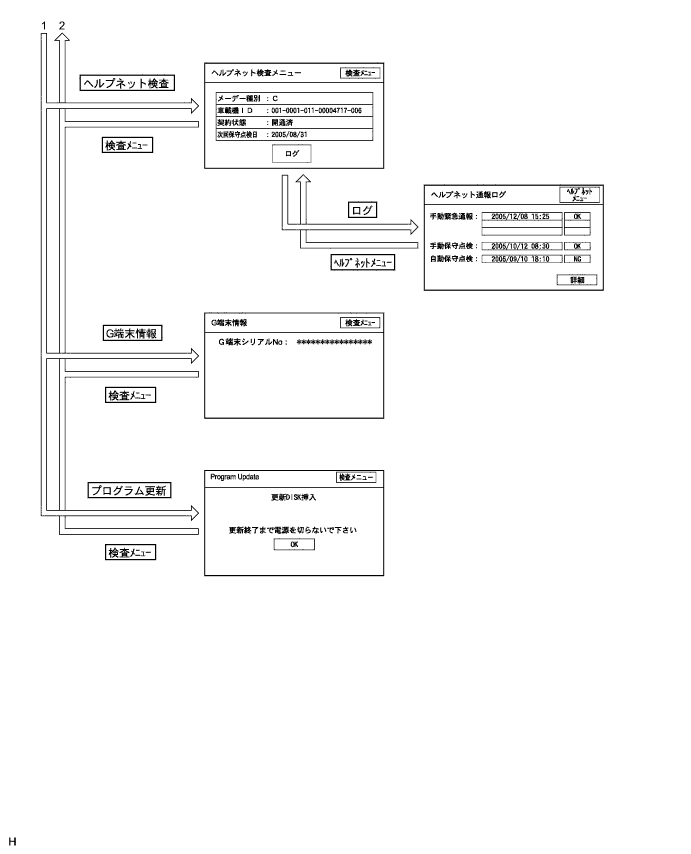 1 2
ヘルプネット検査
検査ﾒﾆｭｰ
ヘルプネット検査メニュー 検査ﾒﾆｭｰ
メーデー種別 : C
車載機ID : 001-0001-011-00004717-006
契約状態 : 開通済
次回保守点検日 : 2005/08/31
ログ
ログ
ﾍﾙﾌﾟﾈｯﾄﾒﾆｭｰ
ヘルプネット通報ログ ﾍﾙﾌﾟﾈｯﾄ
ﾒﾆｭｰ
手動緊急通報 : 2005/12/08 15:25 OK
手動保守点検 : 2005/10/12 08:30 OK
自動保守点検 : 2005/09/10 18:10 NG
詳細
G端末情報
検査ﾒﾆｭｰ
G端末情報 検査ﾒﾆｭｰ
G端末シリアルNo : ****************
プログラム更新
検査ﾒﾆｭｰ
Program Update 検査メニュー
更新DISK挿入
更新終了まで電源を切らないで下さい
OK
H